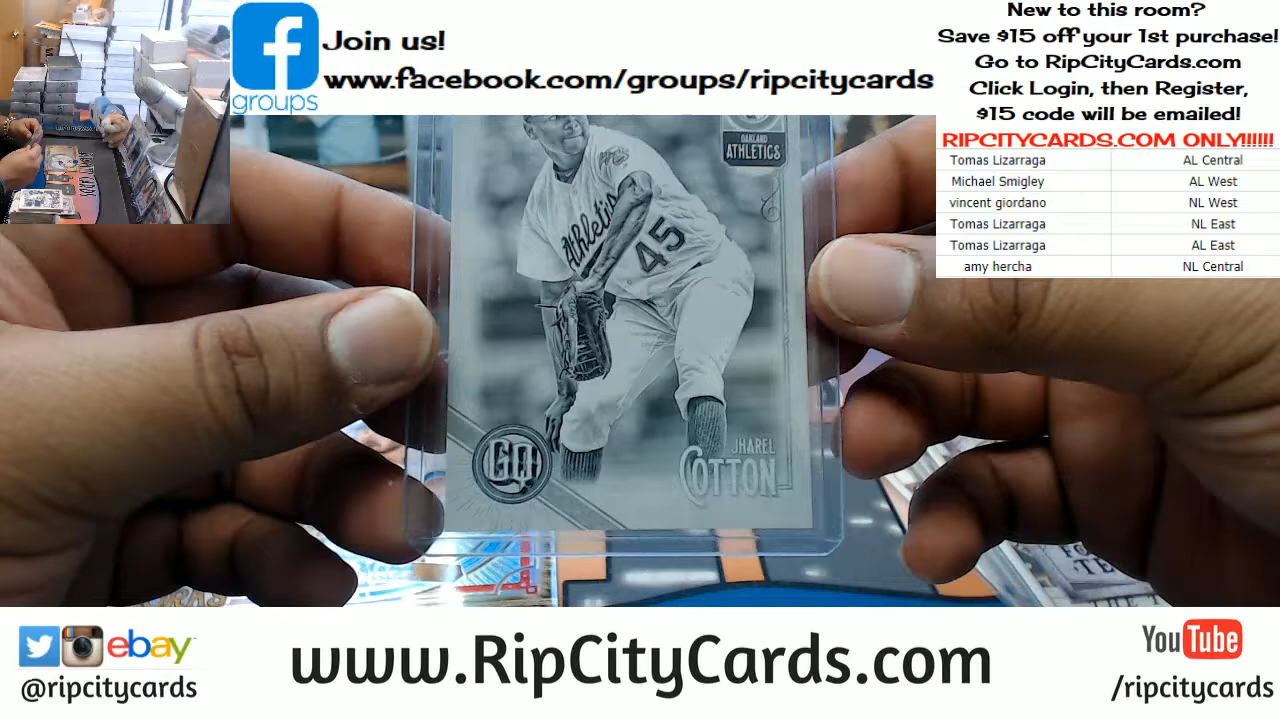 Join us!
www.facebook.com/groups/ripcitycards
groups
New to this room?
Save $15 off your 1st purchase!
Go to RipCityCards.com
Click Login, then Register,
$15 code will be emailed!
RIPCITYCARDS.COM ONLY!!!!!!
Tomas Lizarraga AL Central
Michael Smigley AL West
vincent giordano NL West
Tomas Lizarraga NL East
Tomas Lizarraga AL East
amy hercha NL Central
OAKLAND
ATHLETICS
Athletics
45
GQ
JHAREL
COTTON
ebay
@ripcitycards
www.RipCityCards.com
YouTube
/ripcitycards